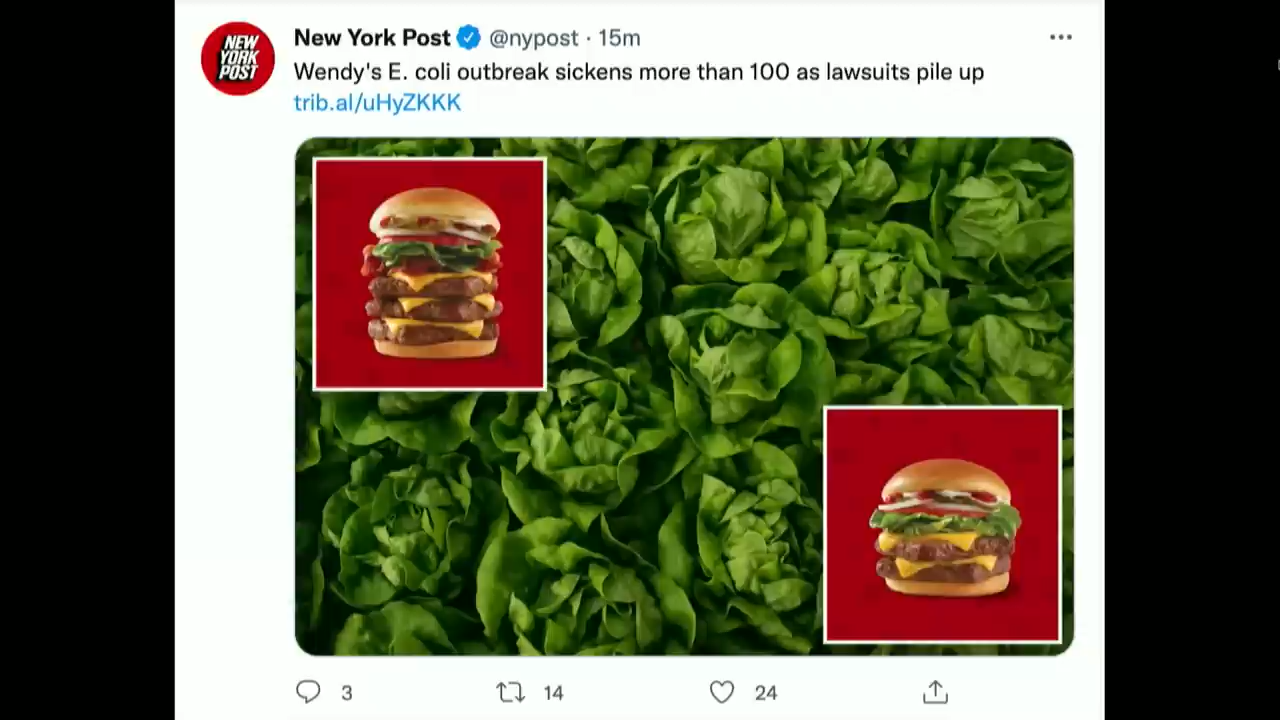 NEW
YORK
POST
New York Post @nypost · 15m
Wendy's E. coli outbreak sickens more than 100 as lawsuits pile up
trib.al/uHyZKKK
3 14 24